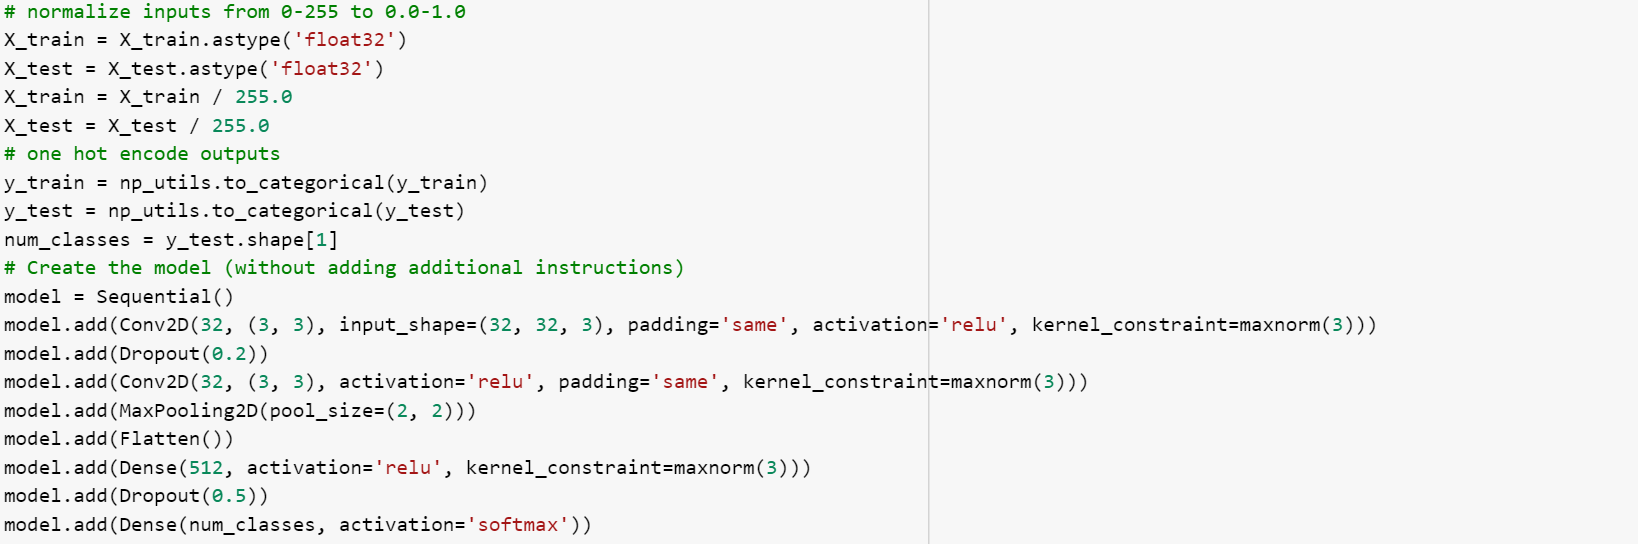 # normalize inputs from 0-255 to 0.0-1.0
X_train = X_train.astype('float32')
X_test = X_test.astype('float32')
X_train = X_train / 255.0
X_test = X_test / 255.0
# one hot encode outputs
y_train = np_utils.to_categorical(y_train)
y_test = np_utils.to_categorical(y_test)
num_classes = y_test.shape[1]
# Create the model (without adding additional instructions)
model = Sequential()
model.add(Conv2D(32, (3, 3), input_shape=(32, 32, 3), padding='same', activation='relu', kernel_constraint=maxnorm(3)))
model.add(Dropout(0.2))
model.add(Conv2D(32, (3, 3), activation='relu', padding='same', kernel_constraint=maxnorm(3)))
model.add(MaxPooling2D(pool_size=(2, 2)))
model.add(Flatten())
model.add(Dense(512, activation='relu', kernel_constraint=maxnorm(3)))
model.add(Dropout(0.5))
model.add(Dense(num_classes, activation='softmax'))